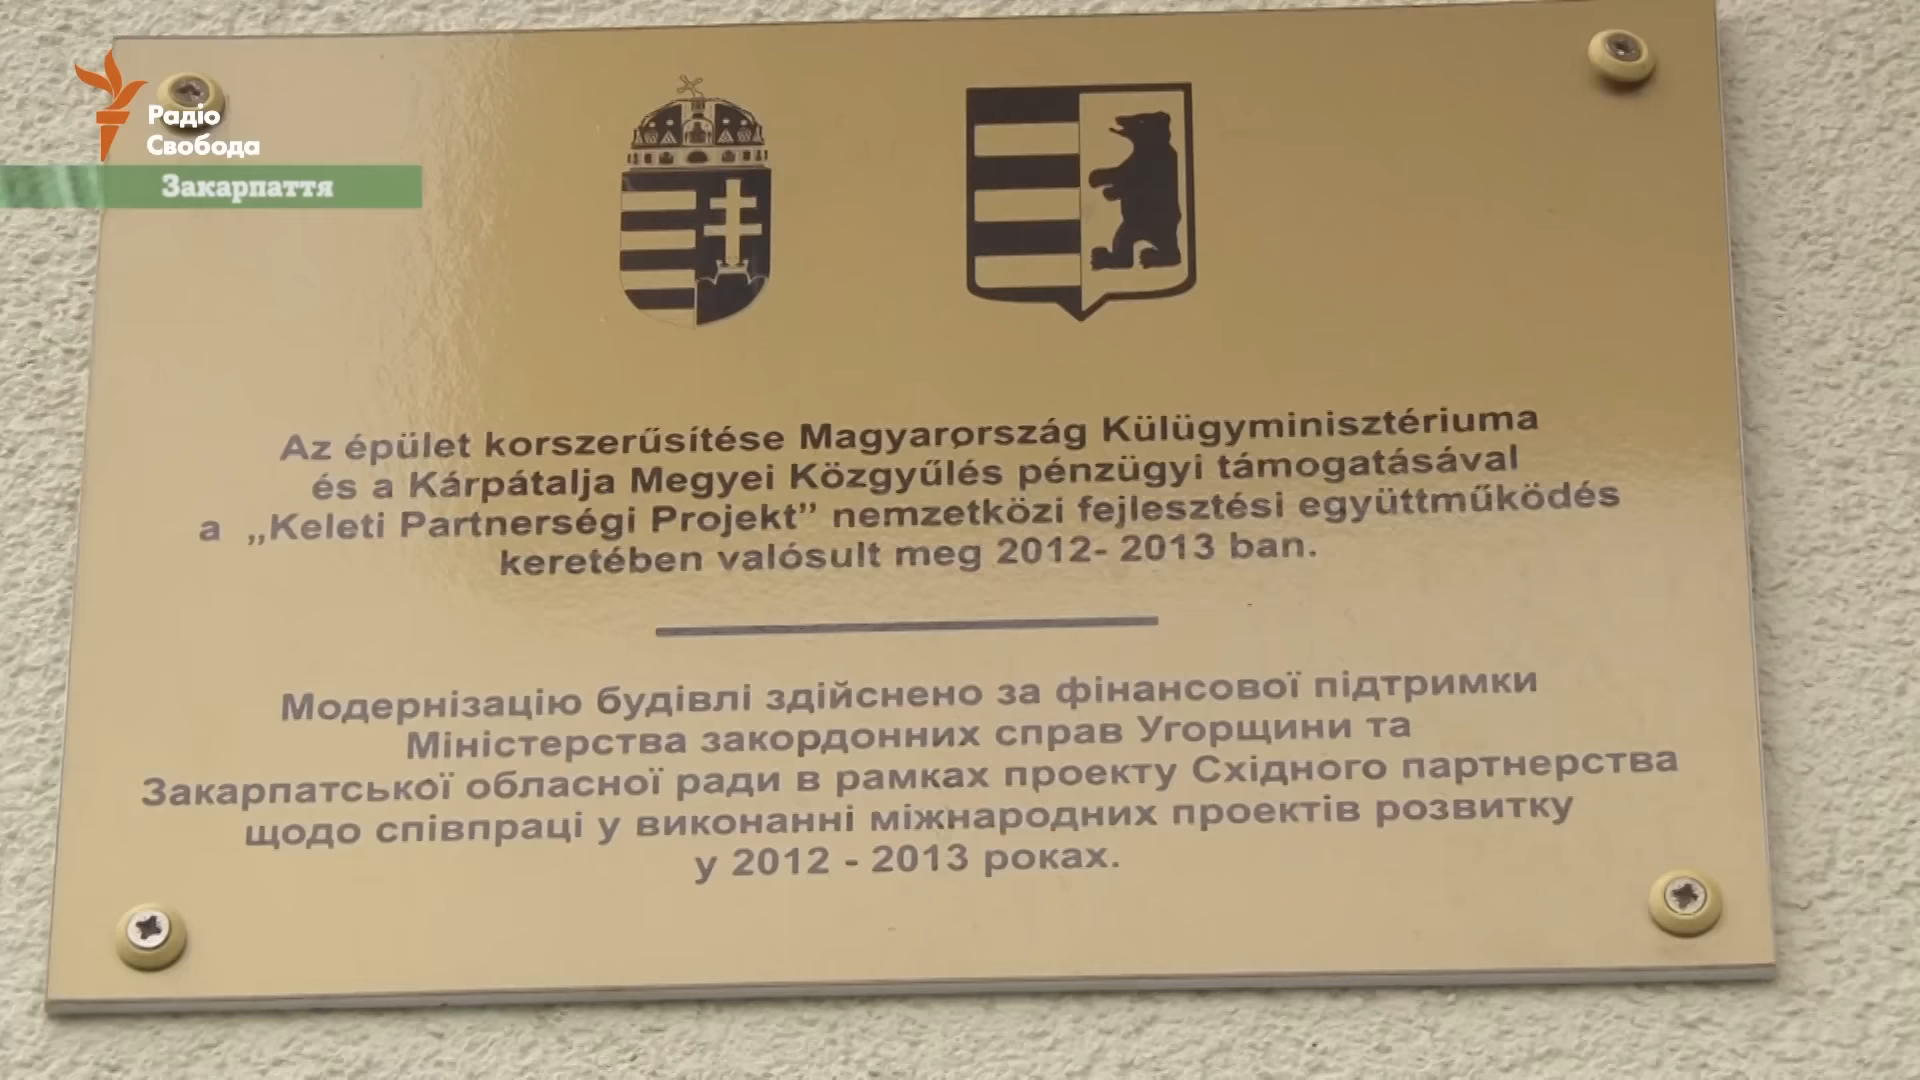 Радіо
Свобода
Закарпаття
Az épület korszerűsítése Magyarország Külügyminisztériuma
és a Kárpátalja Megyei Közgyűlés pénzügyi támogatásával
a „Keleti Partnerségi Projekt” nemzetközi fejlesztési együttműködés
keretében valósult meg 2012- 2013 ban.
Модернізацію будівлі здійснено за фінансової підтримки
Міністерства закордонних справ Угорщини та
Закарпатської обласної ради в рамках проекту Східного партнерства
щодо співпраці у виконанні міжнародних проектів розвитку
у 2012 - 2013 роках.